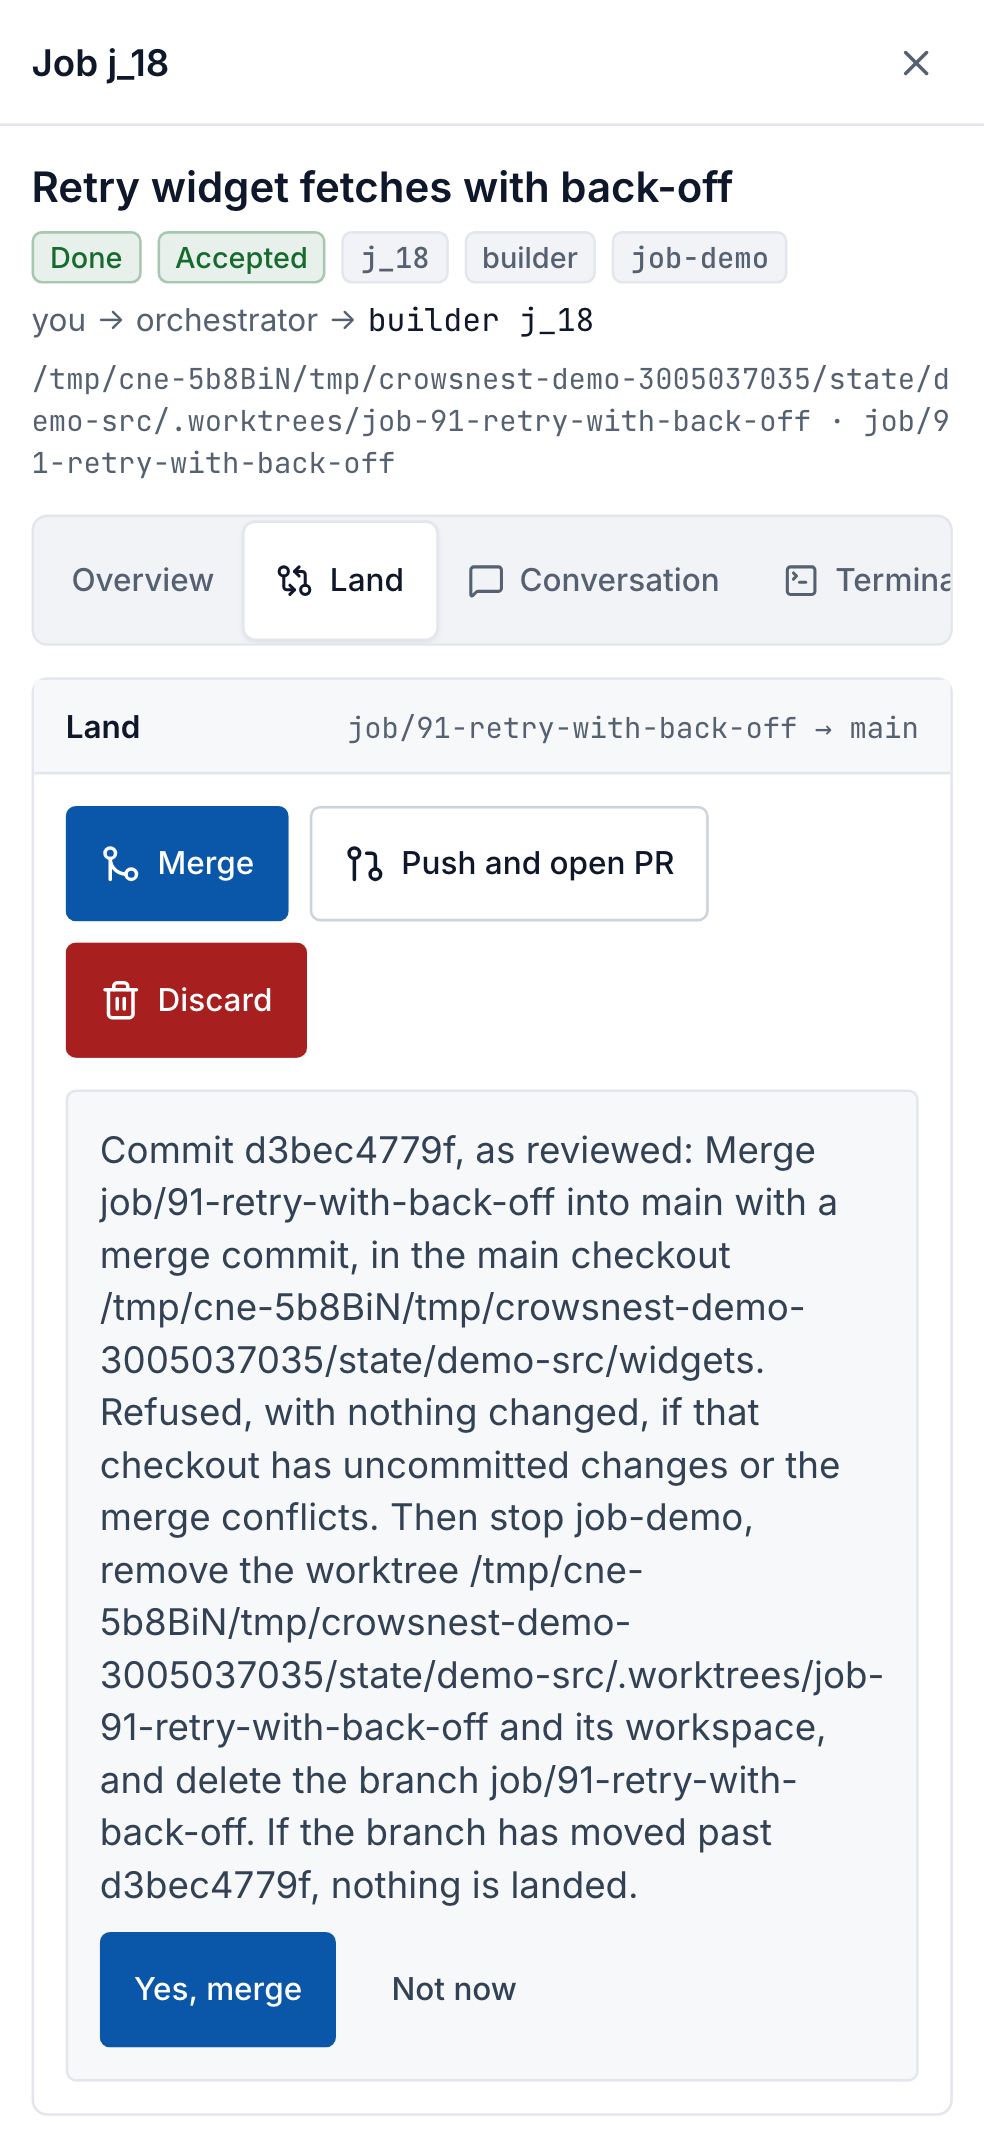 Job j_18
Retry widget fetches with back-off
Done Accepted j_18 builder job-demo
you → orchestrator → builder j_18
/tmp/cne-5b8BiN/tmp/crowsnest-demo-3005037035/state/d
emo-src/.worktrees/job-91-retry-with-back-off · job/9
1-retry-with-back-off
Overview Land Conversation Termina
Land job/91-retry-with-back-off → main
Merge Push and open PR
Discard
Commit d3bec4779f, as reviewed: Merge
job/91-retry-with-back-off into main with a
merge commit, in the main checkout
/tmp/cne-5b8BiN/tmp/crowsnest-demo-
3005037035/state/demo-src/widgets.
Refused, with nothing changed, if that
checkout has uncommitted changes or the
merge conflicts. Then stop job-demo,
remove the worktree /tmp/cne-
5b8BiN/tmp/crowsnest-demo-
3005037035/state/demo-src/.worktrees/job-
91-retry-with-back-off and its workspace,
and delete the branch job/91-retry-with-
back-off. If the branch has moved past
d3bec4779f, nothing is landed.
Yes, merge Not now